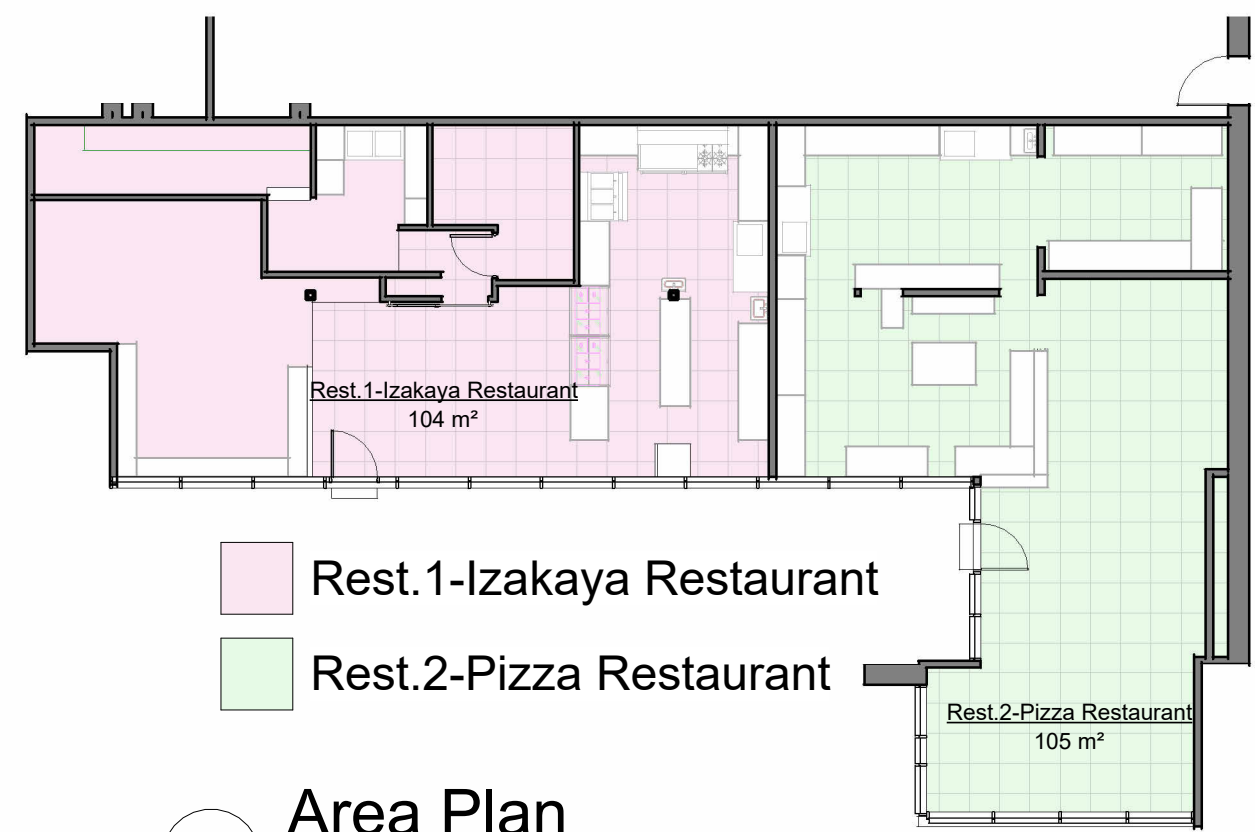 Rest.1-Izakaya Restaurant
104 m²
Rest.1-Izakaya Restaurant
Rest.2-Pizza Restaurant
Rest.2-Pizza Restaurant
105 m²
Area Plan